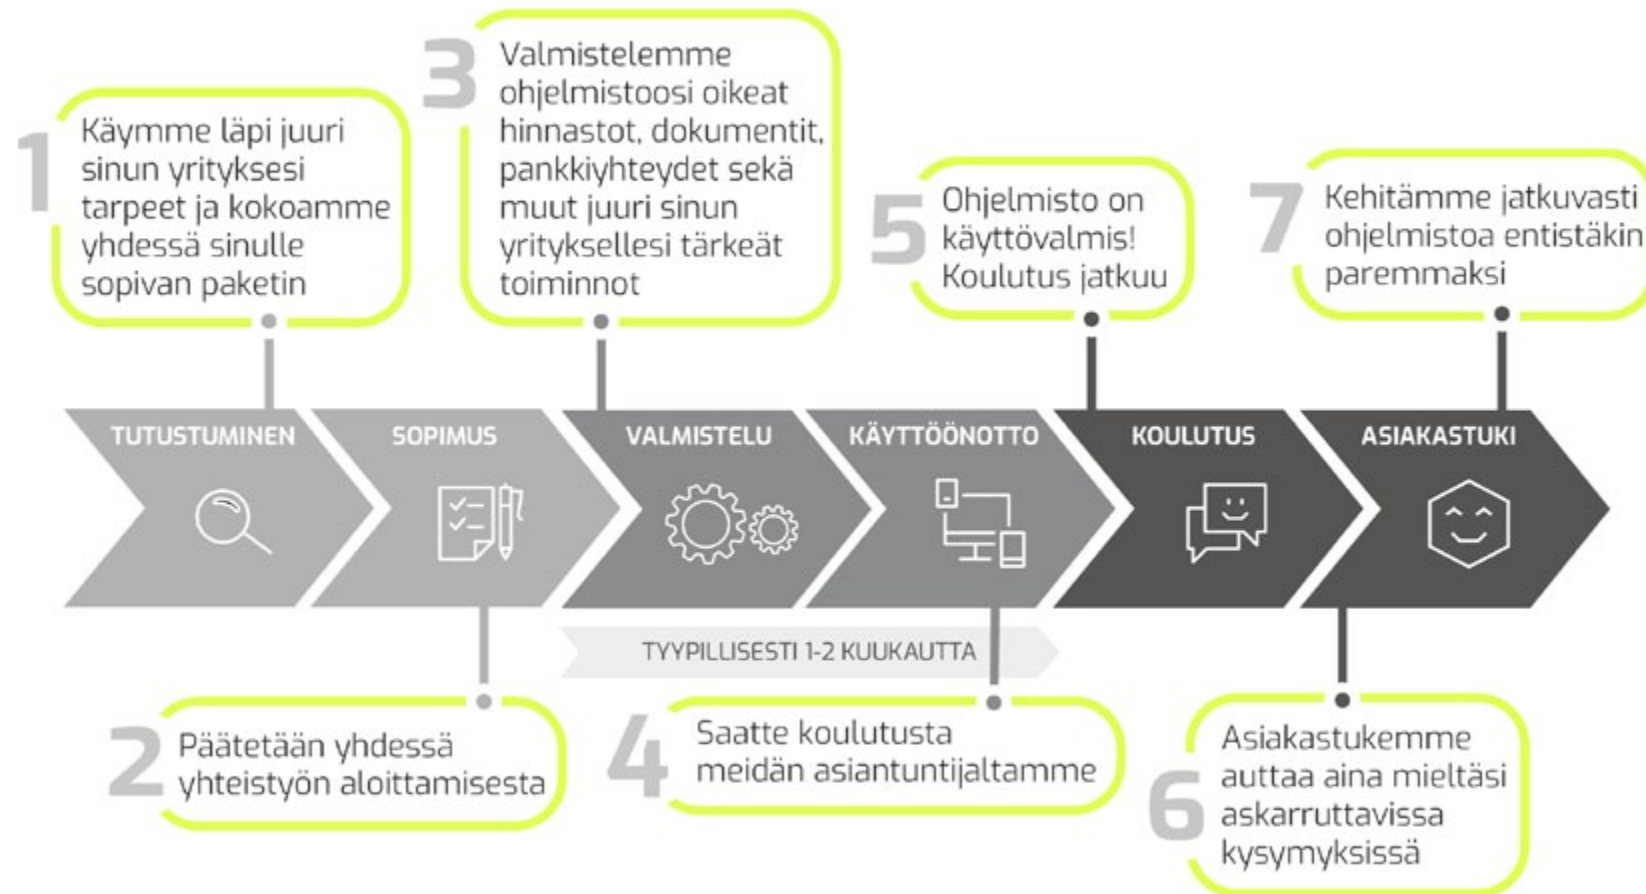 1
Käymme läpi juuri
sinun yrityksesi
tarpeet ja kokoamme
yhdessä sinulle
sopivan paketin
3
Valmistelemme
ohjelmistoosi oikeat
hinnastot, dokumentit,
pankkiyhteydet sekä
muut juuri sinun
yrityksellesi tärkeät
toiminnot
5
Ohjelmisto on
käyttövalmis!
Koulutus jatkuu
7
Kehitämme jatkuvasti
ohjelmistoa entistäkin
paremmaksi
TUTUSTUMINEN
SOPIMUS
VALMISTELU
KÄYTTÖÖNOTTO
KOULUTUS
ASIAKASTUKI
TYYPILLISESTI 1-2 KUUKAUTTA
2
Päätetään yhdessä
yhteistyön aloittamisesta
4
Saatte koulutusta
meidän asiantuntijaltamme
6
Asiakastukemme
auttaa aina mieltäsi
askarruttavissa
kysymyksissä